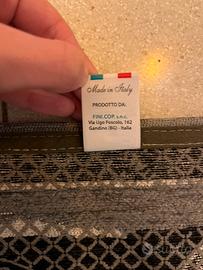 Made in Italy
PRODOTTO DA:
FINE.COP. s.n.c.
Via Ugo Foscolo, 162
Gandino (BG) - Italia